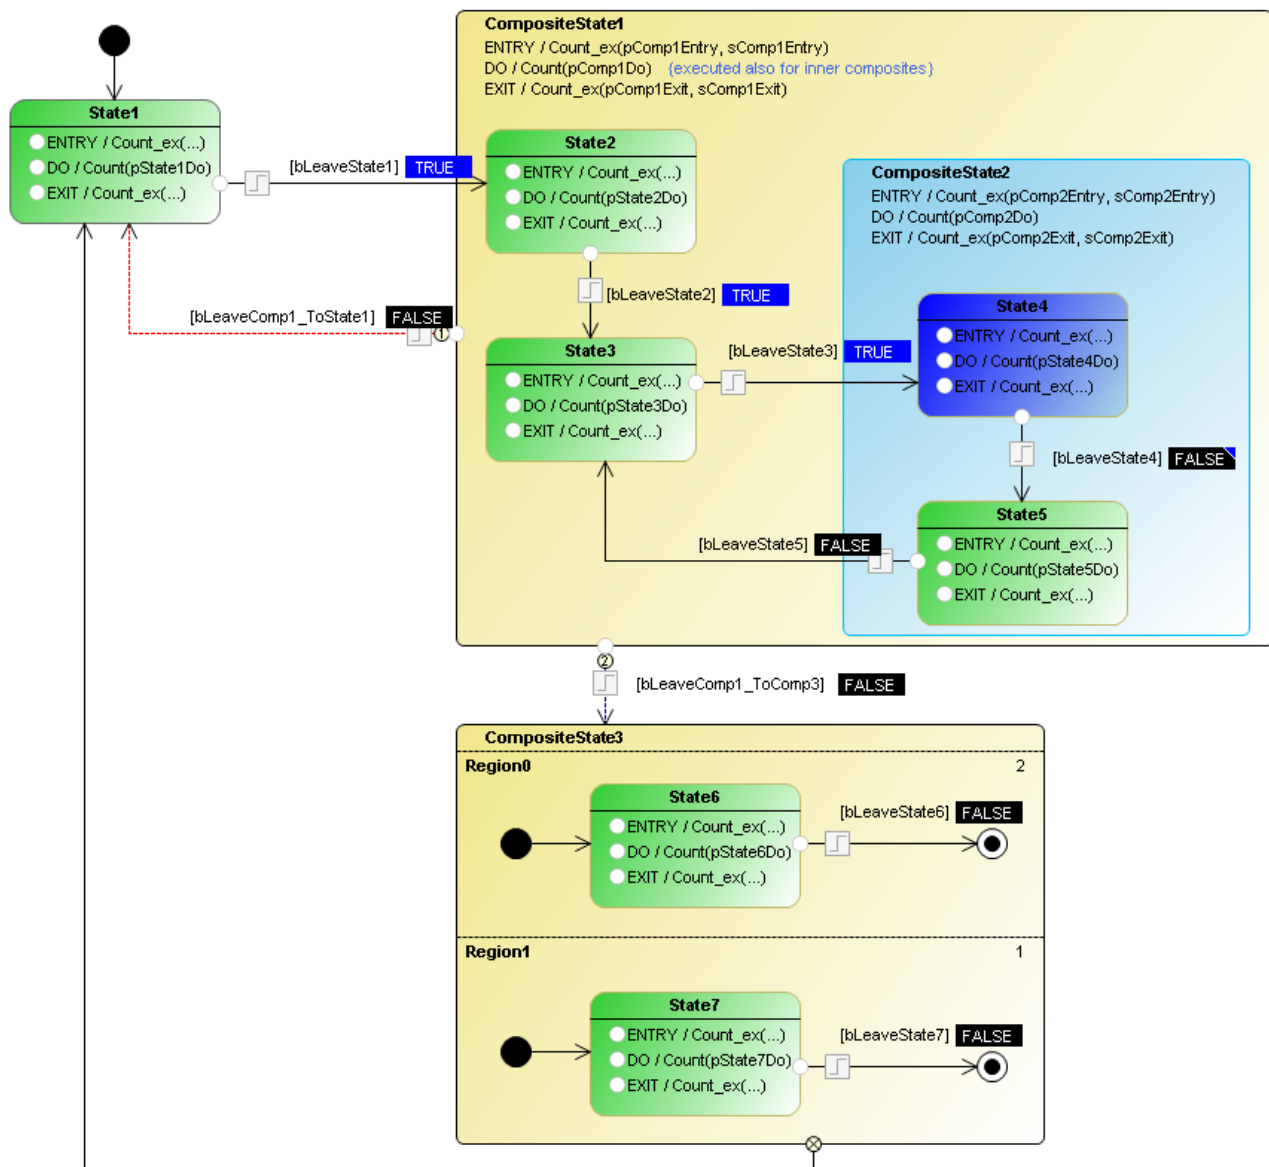 CompositeState1
ENTRY / Count_ex(pComp1Entry, sComp1Entry)
DO / Count(pComp1Do) {executed also for inner composites}
EXIT / Count_ex(pComp1Exit, sComp1Exit)
State1
ENTRY / Count_ex(...)
DO / Count(pState1Do)
EXIT / Count_ex(...)
[bLeaveState1] TRUE
State2
ENTRY / Count_ex(...)
DO / Count(pState2Do)
EXIT / Count_ex(...)
CompositeState2
ENTRY / Count_ex(pComp2Entry, sComp2Entry)
DO / Count(pComp2Do)
EXIT / Count_ex(pComp2Exit, sComp2Exit)
[bLeaveState2] TRUE
[bLeaveComp1_ToState1] FALSE
1
State3
ENTRY / Count_ex(...)
DO / Count(pState3Do)
EXIT / Count_ex(...)
[bLeaveState3] TRUE
State4
ENTRY / Count_ex(...)
DO / Count(pState4Do)
EXIT / Count_ex(...)
[bLeaveState4] FALSE
State5
ENTRY / Count_ex(...)
DO / Count(pState5Do)
EXIT / Count_ex(...)
[bLeaveState5] FALSE
2
[bLeaveComp1_ToComp3] FALSE
CompositeState3
Region0 2
State6
ENTRY / Count_ex(...)
DO / Count(pState6Do)
EXIT / Count_ex(...)
[bLeaveState6] FALSE
Region1 1
State7
ENTRY / Count_ex(...)
DO / Count(pState7Do)
EXIT / Count_ex(...)
[bLeaveState7] FALSE